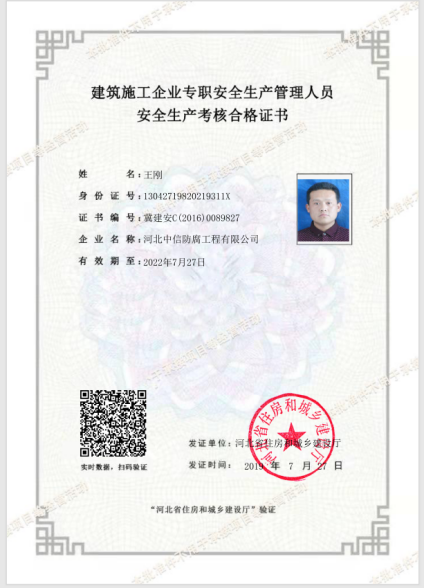 建筑施工企业专职安全生产管理人员
安全生产考核合格证书
姓 名：王刚
身 份 证 号：13042719820219311X
证 书 编 号：冀建安C(2016)0089827
企 业 名 称：河北中信防腐工程有限公司
有 效 期 至：2022年7月27日
实时数据，扫码验证
发证单位：河北省住房和城乡建设厅
发证时间：2019 年 7 月 27 日
河北省住房和城乡建设厅
“河北省住房和城乡建设厅”验证